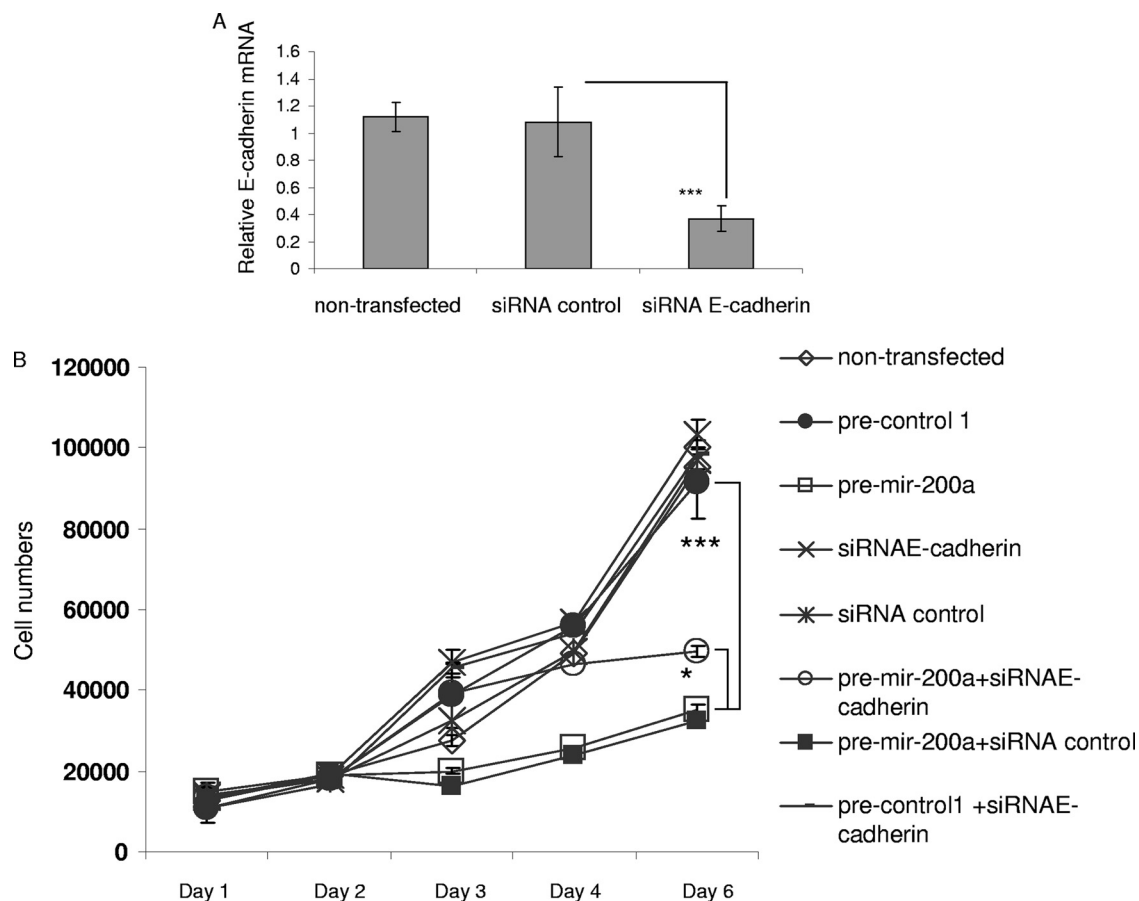 A
Relative E-cadherin mRNA
1.6
1.4
1.2
1
0.8
0.6
0.4
0.2
0
***
non-transfected
siRNA control
siRNA E-cadherin
B
Cell numbers
120000
100000
80000
60000
40000
20000
0
***
*
Day 1
Day 2
Day 3
Day 4
Day 6
non-transfected
pre-control 1
pre-mir-200a
siRNAE-cadherin
siRNA control
pre-mir-200a+siRNAE-
cadherin
pre-mir-200a+siRNA control
pre-control1 +siRNAE-
cadherin